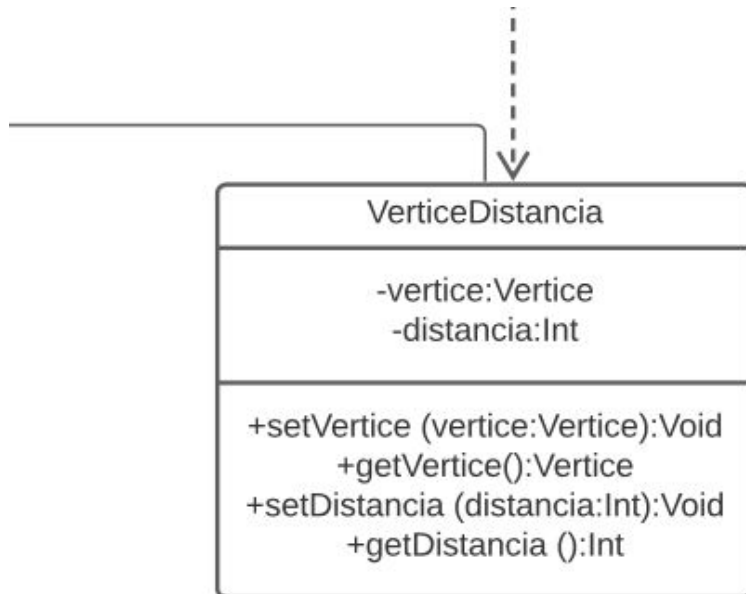 VerticeDistancia
-vertice:Vertice
-distancia:Int
+setVertice (vertice:Vertice):Void
+getVertice():Vertice
+setDistancia (distancia:Int):Void
+getDistancia ():Int